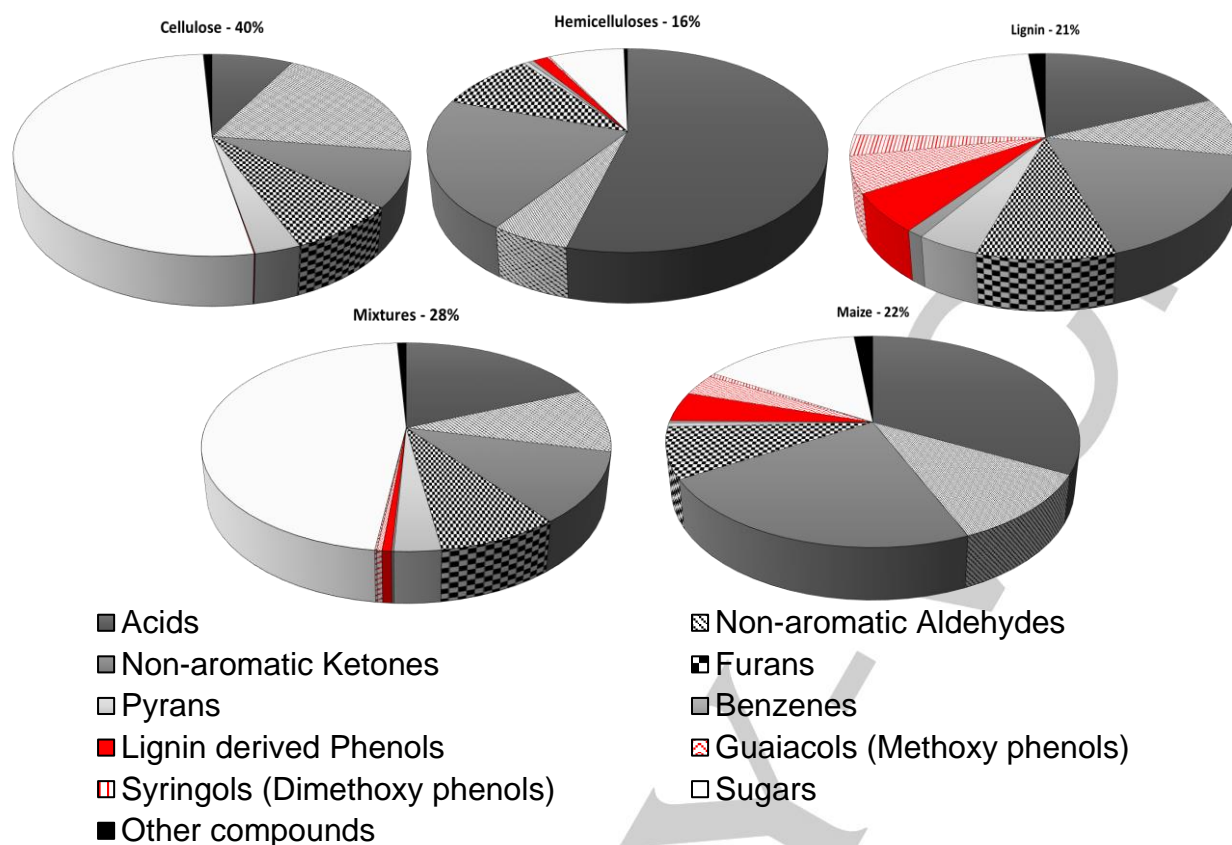 Cellulose - 40%
Hemicelluloses - 16%
Lignin - 21%
Mixtures - 28%
Maize - 22%
Acids
Non-aromatic Aldehydes
Non-aromatic Ketones
Furans
Pyrans
Benzenes
Lignin derived Phenols
Guaiacols (Methoxy phenols)
Syringols (Dimethoxy phenols)
Sugars
Other compounds